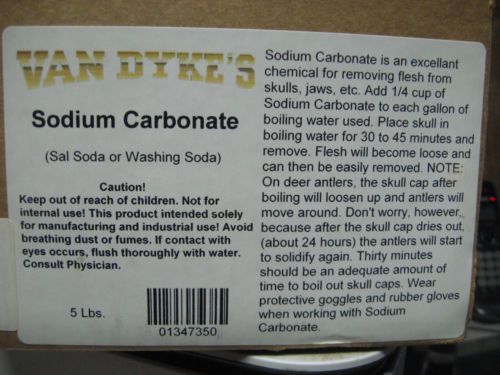 VAN DYKE'S
Sodium Carbonate
(Sal Soda or Washing Soda)
Caution!
Keep out of reach of children. Not for
internal use! This product intended solely
for manufacturing and industrial use! Avoid
breathing dust or fumes. If contact with
eyes occurs, flush thoroughly with water.
Consult Physician.
5 Lbs.
01347350
Sodium Carbonate is an excellent
chemical for removing flesh from
skulls, jaws, etc. Add 1/4 cup of
Sodium Carbonate to each gallon of
boiling water used. Place skull in
boiling water for 30 to 45 minutes and
remove. Flesh will become loose and
can then be easily removed. NOTE:
On deer antlers, the skull cap after
boiling will loosen up and antlers will
move around. Don't worry, however,
because after the skull cap dries out,
(about 24 hours) the antlers will start
to solidify again. Thirty minutes
should be an adequate amount of
time to boil out skull caps. Wear
protective goggles and rubber gloves
when working with Sodium
Carbonate.